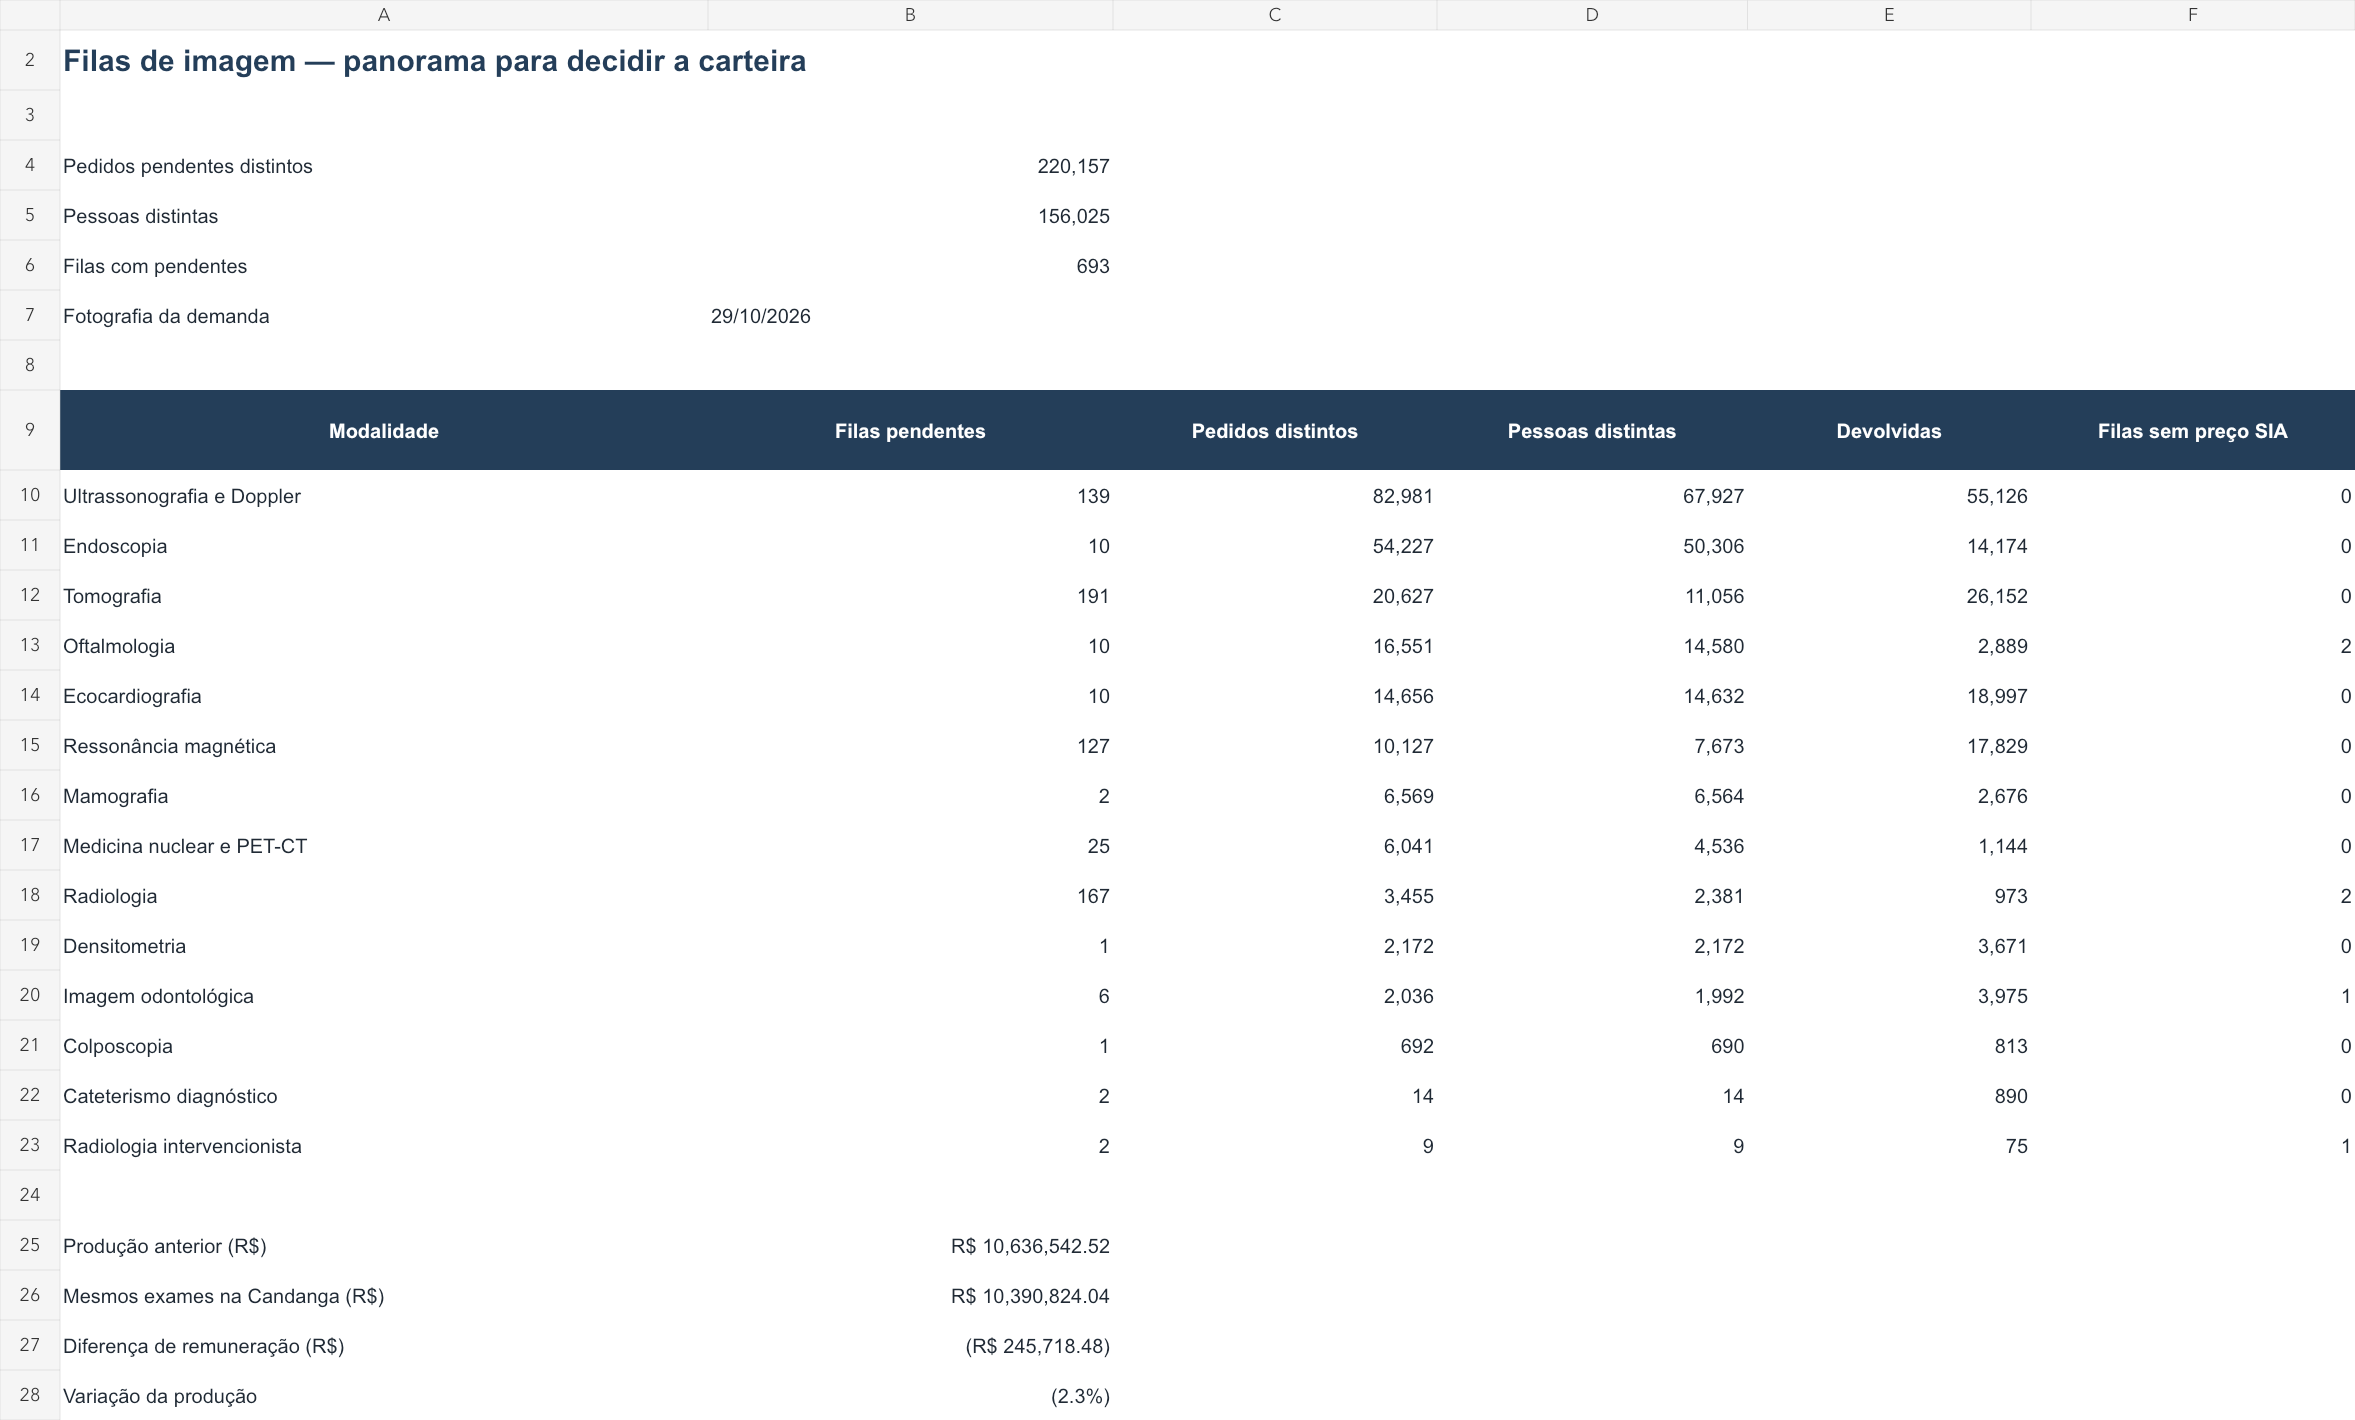 A B C D E F
2 Filas de imagem — panorama para decidir a carteira
3
4 Pedidos pendentes distintos 220,157
5 Pessoas distintas 156,025
6 Filas com pendentes 693
7 Fotografia da demanda 29/10/2026
8
9 Modalidade Filas pendentes Pedidos distintos Pessoas distintas Devolvidas Filas sem preço SIA
10 Ultrassonografia e Doppler 139 82,981 67,927 55,126 0
11 Endoscopia 10 54,227 50,306 14,174 0
12 Tomografia 191 20,627 11,056 26,152 0
13 Oftalmologia 10 16,551 14,580 2,889 2
14 Ecocardiografia 10 14,656 14,632 18,997 0
15 Ressonância magnética 127 10,127 7,673 17,829 0
16 Mamografia 2 6,569 6,564 2,676 0
17 Medicina nuclear e PET-CT 25 6,041 4,536 1,144 0
18 Radiologia 167 3,455 2,381 973 2
19 Densitometria 1 2,172 2,172 3,671 0
20 Imagem odontológica 6 2,036 1,992 3,975 1
21 Colposcopia 1 692 690 813 0
22 Cateterismo diagnóstico 2 14 14 890 0
23 Radiologia intervencionista 2 9 9 75 1
24
25 Produção anterior (R$) R$ 10,636,542.52
26 Mesmos exames na Candanga (R$) R$ 10,390,824.04
27 Diferença de remuneração (R$) (R$ 245,718.48)
28 Variação da produção (2.3%)